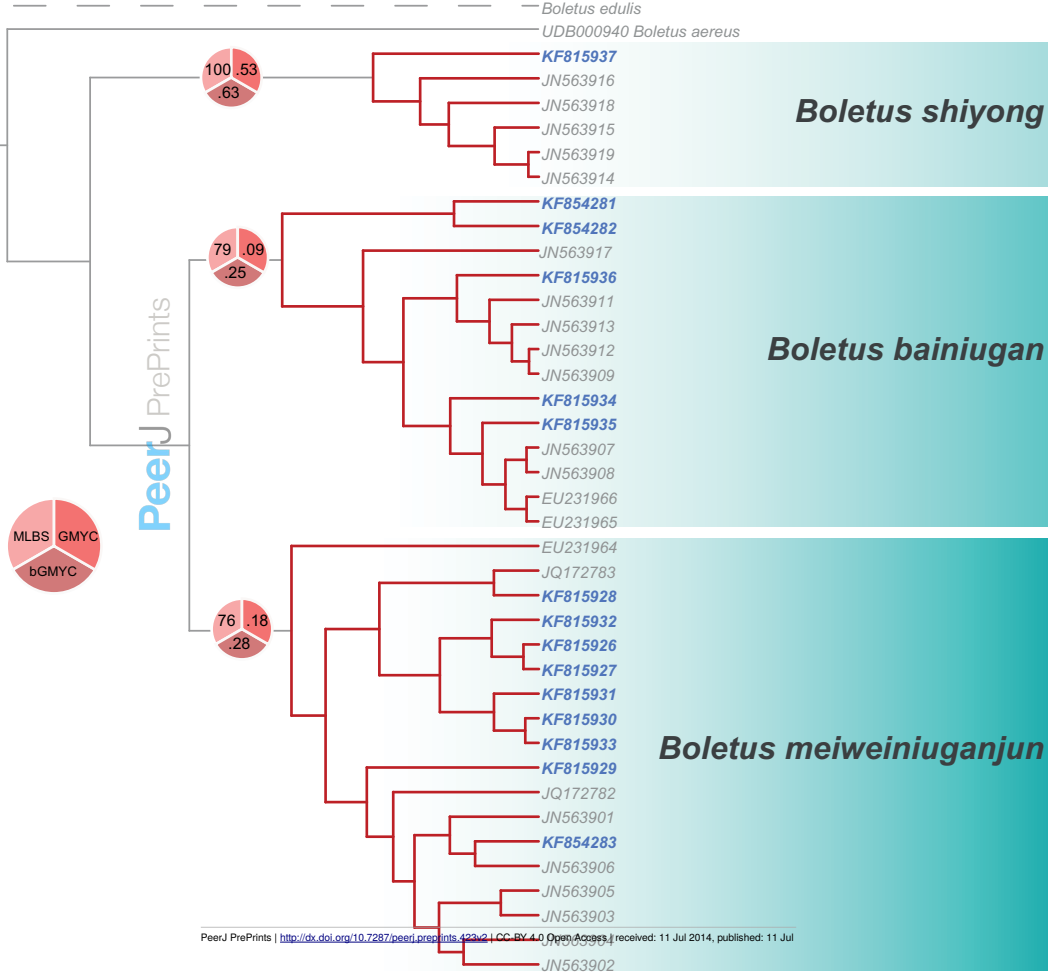 Boletus edulis
UDB000940 Boletus aereus
KF815937
100 .53
.63
JN563916
JN563918
Boletus shiyong
JN563915
JN563919
JN563914
KF854281
KF854282
79 .09
.25
JN563917
KF815936
JN563911
JN563913
Boletus bainiugan
JN563912
JN563909
KF815934
KF815935
JN563907
JN563908
EU231966
EU231965
PeerJ PrePrints
MLBS GMYC
bGMYC
EU231964
JQ172783
KF815928
76 .18
.28
KF815932
KF815926
KF815927
KF815931
KF815930
KF815933
Boletus meiweiniuganjun
KF815929
JQ172782
JN563901
KF854283
JN563906
JN563905
JN563903
PeerJ PrePrints | http://dx.doi.org/10.7287/peerj.preprints.423v2 | CC-BY 4.0 Open Access | received: 11 Jul 2014, published: 11 Jul
JN563904
JN563902